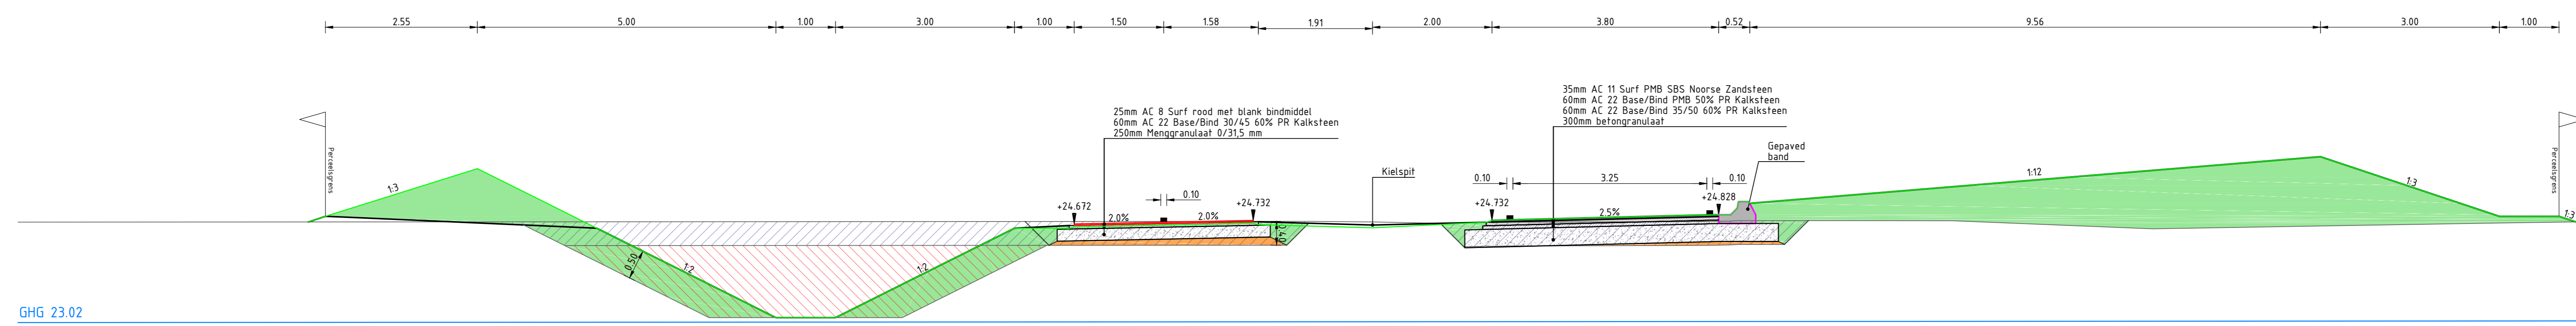 2.55 5.00 1.00 3.00 1.00 1.50 1.58 1.91 2.00 3.80 0.52 9.56 3.00 1.00
35mm AC 11 Surf PMB SBS Noorse Zandsteen
60mm AC 22 Base/Bind PMB 50% PR Kalksteen
60mm AC 22 Base/Bind 35/50 60% PR Kalksteen
300mm betongranulaat
25mm AC 8 Surf rood met blank bindmiddel
60mm AC 22 Base/Bind 30/45 60% PR Kalksteen
250mm Menggranulaat 0/31,5 mm
Gepaved
band
Kielspit
Perceelsgrens
Perceelsgrens
0.10 3.25 0.10
1:3
1:12
1:3
0.10
+24.672
+24.732
+24.732
+24.828
2.0%
2.0%
2.5%
1:3
0.40
0.50
1:2
1:2
GHG 23.02